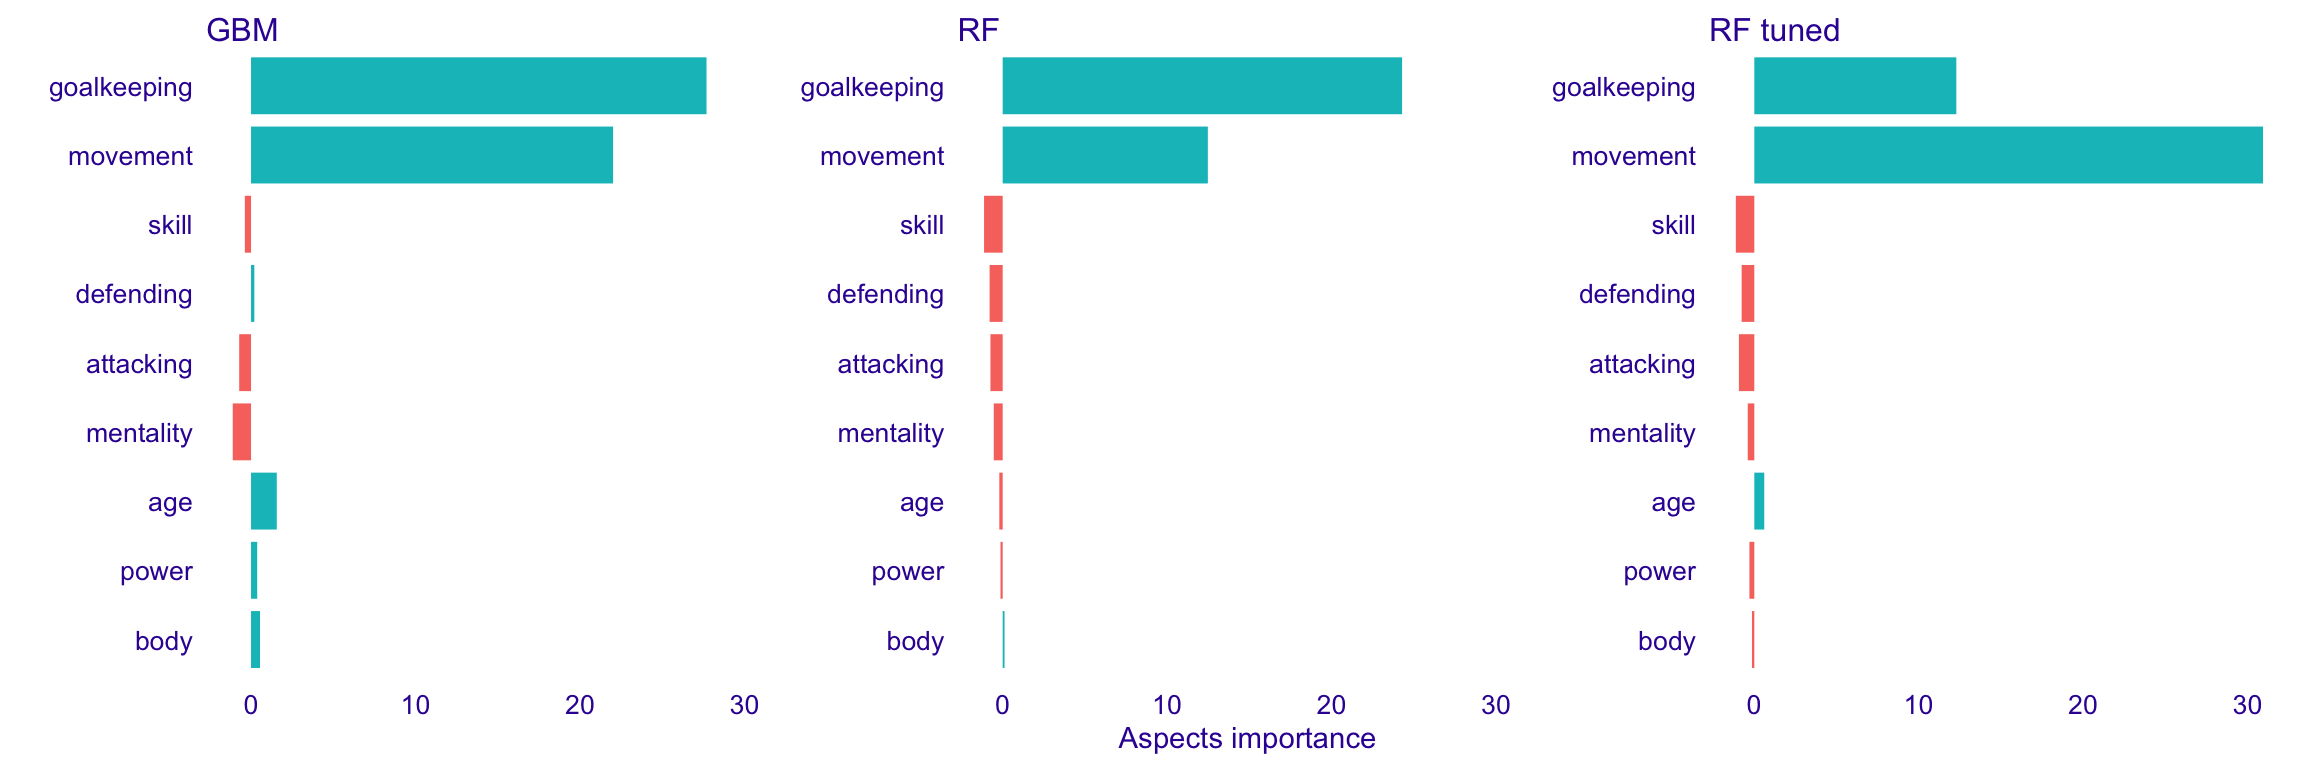 GBM
goalkeeping
movement
skill
defending
attacking
mentality
age
power
body
0 10 20 30
RF
goalkeeping
movement
skill
defending
attacking
mentality
age
power
body
0 10 20 30
RF tuned
goalkeeping
movement
skill
defending
attacking
mentality
age
power
body
0 10 20 30
Aspects importance